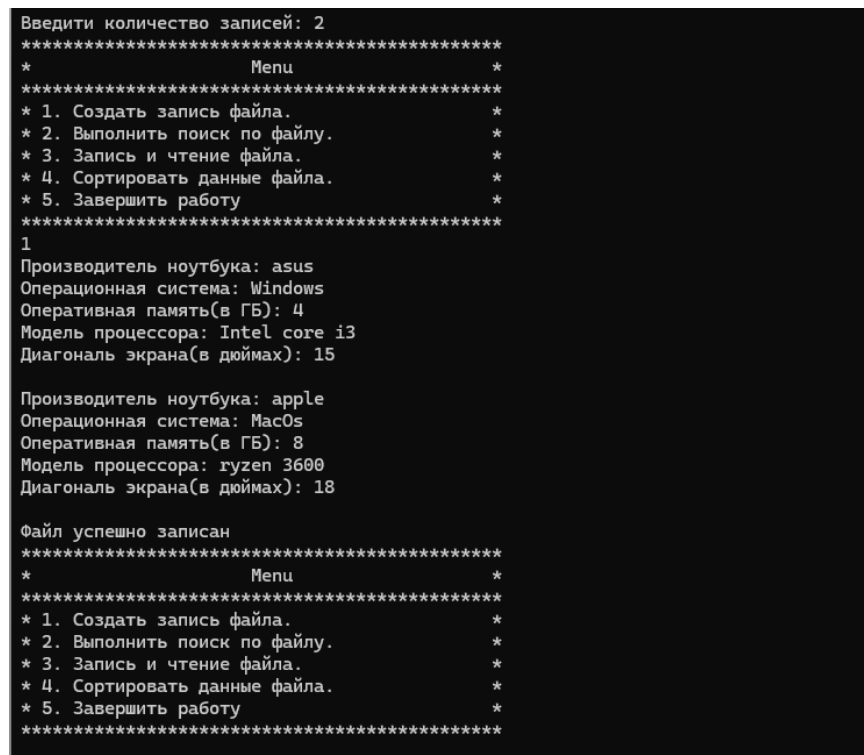 Введити количество записей: 2
**********************************************
*                     Menu                   *
**********************************************
* 1. Создать запись файла.                   *
* 2. Выполнить поиск по файлу.               *
* 3. Запись и чтение файла.                  *
* 4. Сортировать данные файла.               *
* 5. Завершить работу                        *
**********************************************
1
Производитель ноутбука: asus
Операционная система: Windows
Оперативная память(в ГБ): 4
Модель процессора: Intel core i3
Диагональ экрана(в дюймах): 15

Производитель ноутбука: apple
Операционная система: MacOs
Оперативная память(в ГБ): 8
Модель процессора: ryzen 3600
Диагональ экрана(в дюймах): 18

Файл успешно записан
**********************************************
*                     Menu                   *
**********************************************
* 1. Создать запись файла.                   *
* 2. Выполнить поиск по файлу.               *
* 3. Запись и чтение файла.                  *
* 4. Сортировать данные файла.               *
* 5. Завершить работу                        *
**********************************************